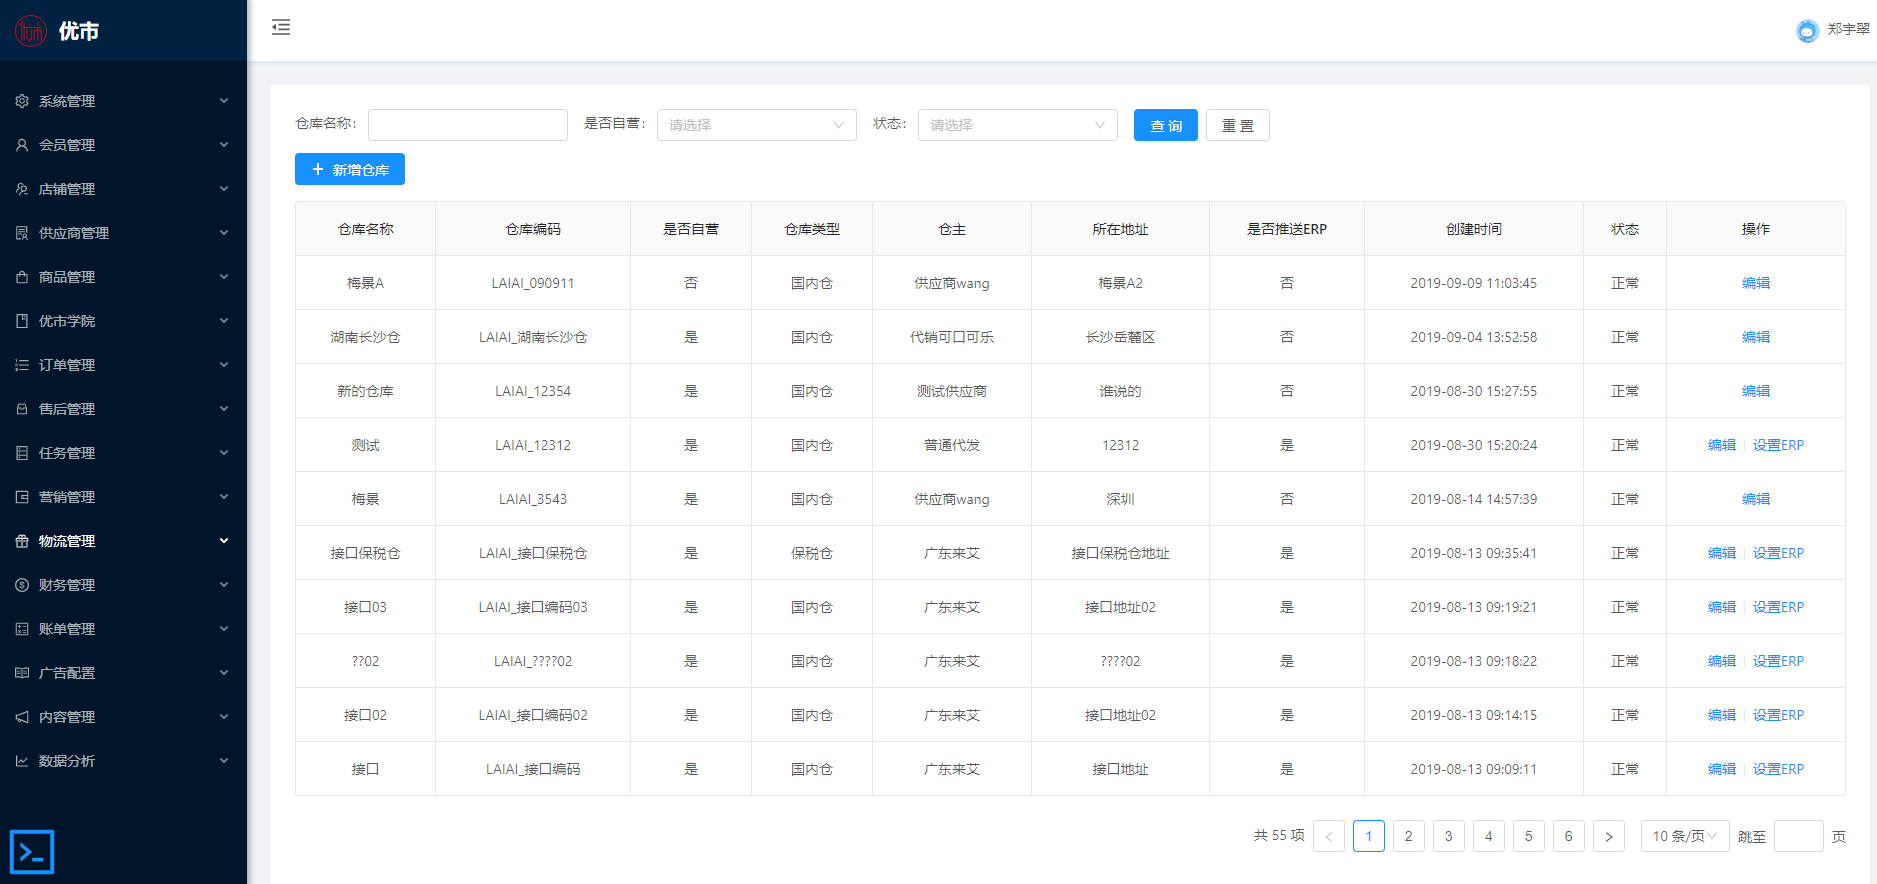 优市
郑宇翠
系统管理
会员管理
店铺管理
供应商管理
商品管理
优市学院
订单管理
售后管理
任务管理
营销管理
物流管理
财务管理
账单管理
广告配置
内容管理
数据分析
仓库名称: 是否自营: 请选择 状态: 请选择 查 询 重 置
+ 新增仓库
仓库名称 仓库编码 是否自营 仓库类型 仓主 所在地址 是否推送ERP 创建时间 状态 操作
梅景A LAIAI_090911 否 国内仓 供应商wang 梅景A2 否 2019-09-09 11:03:45 正常 编辑
湖南长沙仓 LAIAI_湖南长沙仓 是 国内仓 代销可口可乐 长沙岳麓区 否 2019-09-04 13:52:58 正常 编辑
新的仓库 LAIAI_12354 是 国内仓 测试供应商 谁说的 否 2019-08-30 15:27:55 正常 编辑
测试 LAIAI_12312 是 国内仓 普通代发 12312 是 2019-08-30 15:20:24 正常 编辑 设置ERP
梅景 LAIAI_3543 是 国内仓 供应商wang 深圳 否 2019-08-14 14:57:39 正常 编辑
接口保税仓 LAIAI_接口保税仓 是 保税仓 广东来艾 接口保税仓地址 是 2019-08-13 09:35:41 正常 编辑 设置ERP
接口03 LAIAI_接口编码03 是 国内仓 广东来艾 接口地址02 是 2019-08-13 09:19:21 正常 编辑 设置ERP
??02 LAIAI_????02 是 国内仓 广东来艾 ????02 是 2019-08-13 09:18:22 正常 编辑 设置ERP
接口02 LAIAI_接口编码02 是 国内仓 广东来艾 接口地址02 是 2019-08-13 09:14:15 正常 编辑 设置ERP
接口 LAIAI_接口编码 是 国内仓 广东来艾 接口地址 是 2019-08-13 09:09:11 正常 编辑 设置ERP
共 55 项 < 1 2 3 4 5 6 > 10 条/页 跳至 页